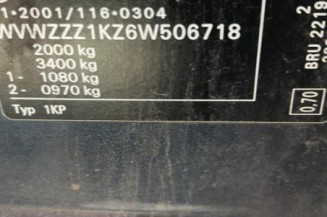 1*2001/116*0304
WVWZZZ1KZ6W506718
2000 kg
3400 kg
1- 1080 kg
2- 0970 kg
Typ 1KP
0,70
2
BRU 2219